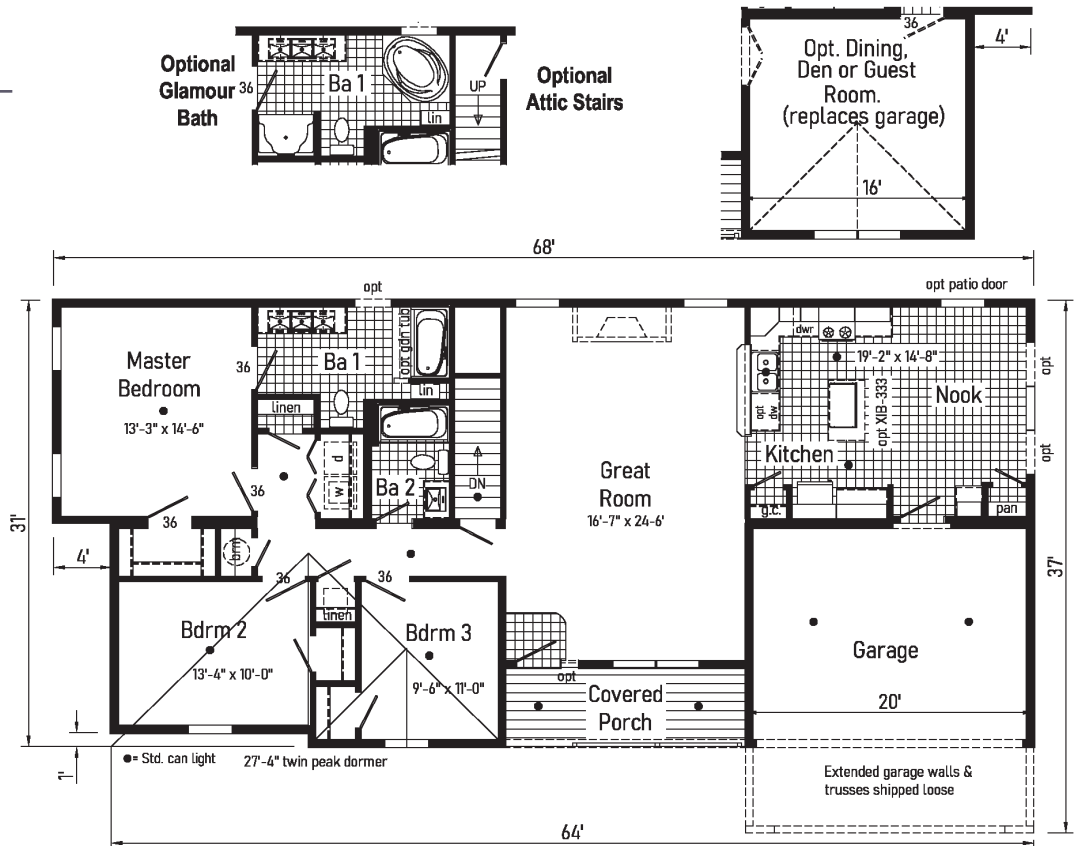 Optional
Glamour
Bath
36
Ba 1
lin
UP
Optional
Attic Stairs
36
4'
Opt. Dining,
Den or Guest
Room.
(replaces garage)
16'
68'
opt
opt patio door
Master
Bedroom
13'-3" x 14'-6"
36
Ba 1
opt gdn tub
lin
linen
36
36
d
w
Ba 2
DN
Great
Room
16'-7" x 24-6'
dwr
19'-2" x 14'-8"
opt
dw
opt XIB-333
Nook
opt
opt
Kitchen
g.c.
pan
31'
4'
brm
36
36
linen
Bdrm 2
13'-4" x 10'-0"
Bdrm 3
9'-6" x 11'-0"
opt
Covered
Porch
Garage
20'
37'
1'
= Std. can light
27'-4" twin peak dormer
Extended garage walls &
trusses shipped loose
64'